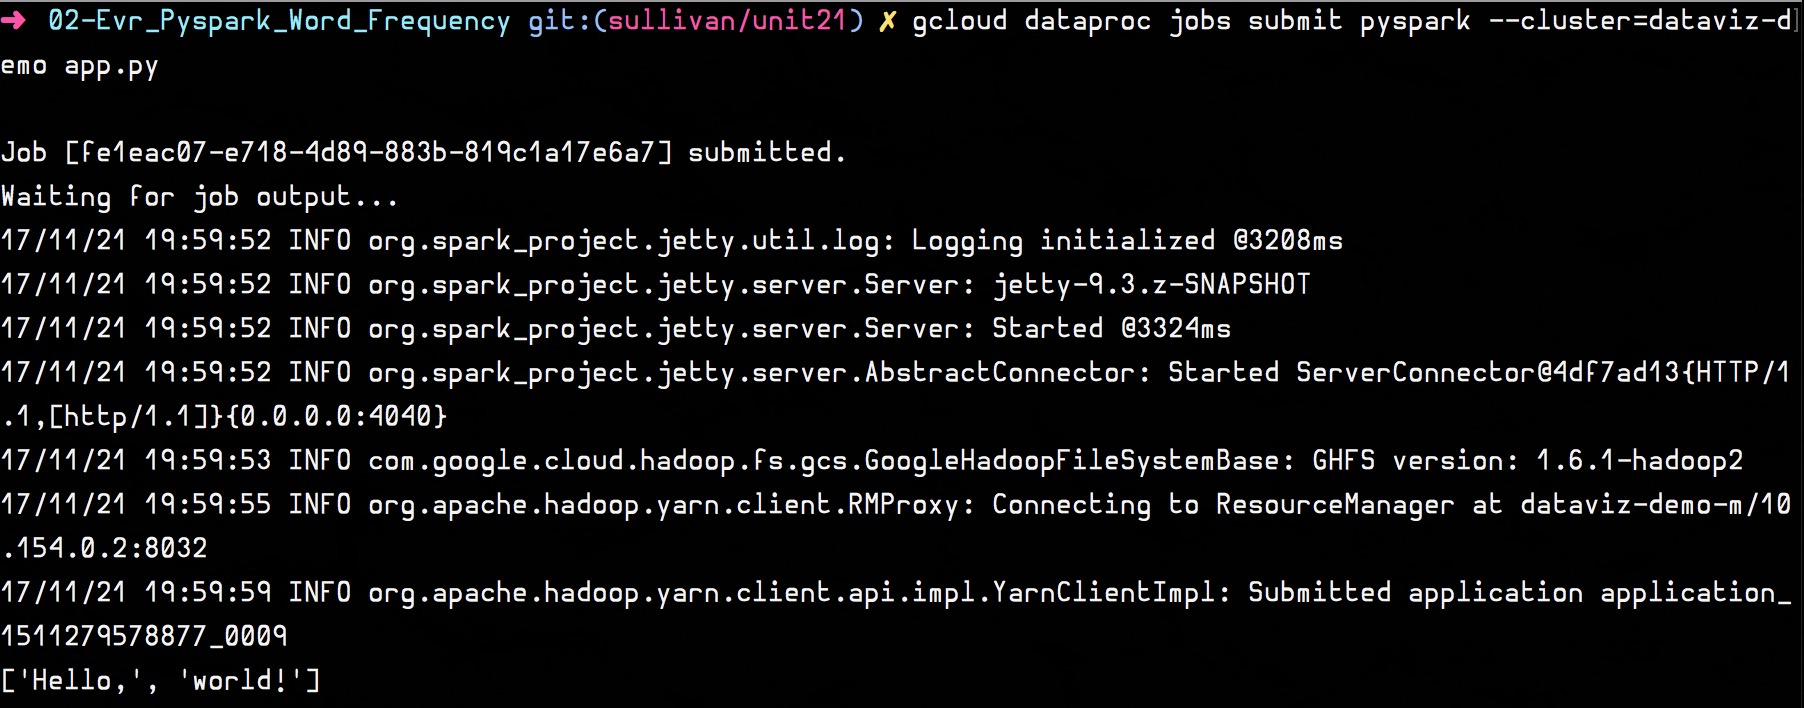 ➜ 02-Evr_Pyspark_Word_Frequency git:(sullivan/unit21) ✗ gcloud dataproc jobs submit pyspark --cluster=dataviz-d
emo app.py
Job [fe1eac07-e718-4d89-883b-819c1a17e6a7] submitted.
Waiting for job output...
17/11/21 19:59:52 INFO org.spark_project.jetty.util.log: Logging initialized @3208ms
17/11/21 19:59:52 INFO org.spark_project.jetty.server.Server: jetty-9.3.z-SNAPSHOT
17/11/21 19:59:52 INFO org.spark_project.jetty.server.Server: Started @3324ms
17/11/21 19:59:52 INFO org.spark_project.jetty.server.AbstractConnector: Started ServerConnector@4df7ad13{HTTP/1
.1,[http/1.1]}{0.0.0.0:4040}
17/11/21 19:59:53 INFO com.google.cloud.hadoop.fs.gcs.GoogleHadoopFileSystemBase: GHFS version: 1.6.1-hadoop2
17/11/21 19:59:55 INFO org.apache.hadoop.yarn.client.RMProxy: Connecting to ResourceManager at dataviz-demo-m/10
.154.0.2:8032
17/11/21 19:59:59 INFO org.apache.hadoop.yarn.client.api.impl.YarnClientImpl: Submitted application application_
1511279578877_0009
['Hello,', 'world!']